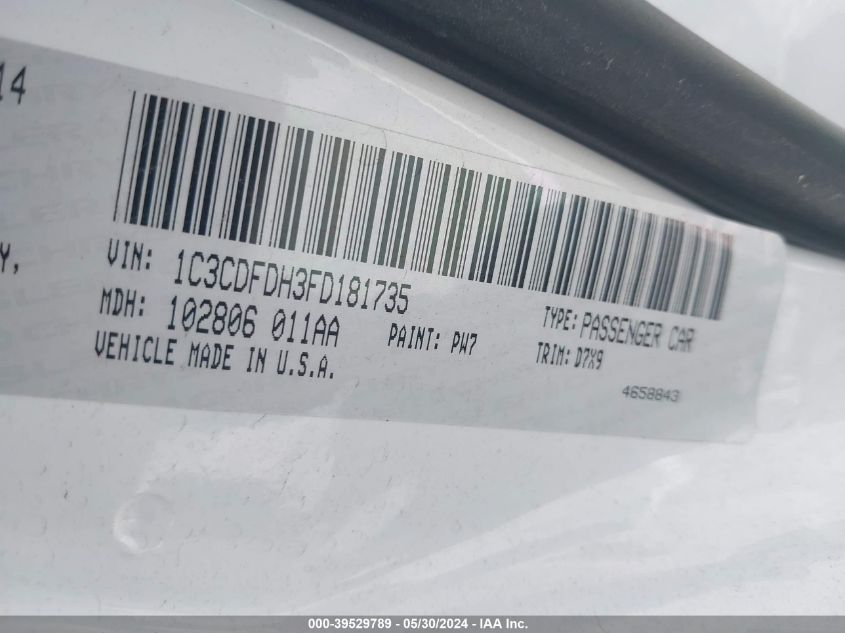 14
Y,
VIN: 1C3CDFDH3FD181735
MDH: 102806 011AA
PAINT: PW7
TYPE: PASSENGER CAR
TRIM: D7X9
VEHICLE MADE IN U.S.A.
4658843
000-39529789 - 05/30/2024 - IAA Inc.